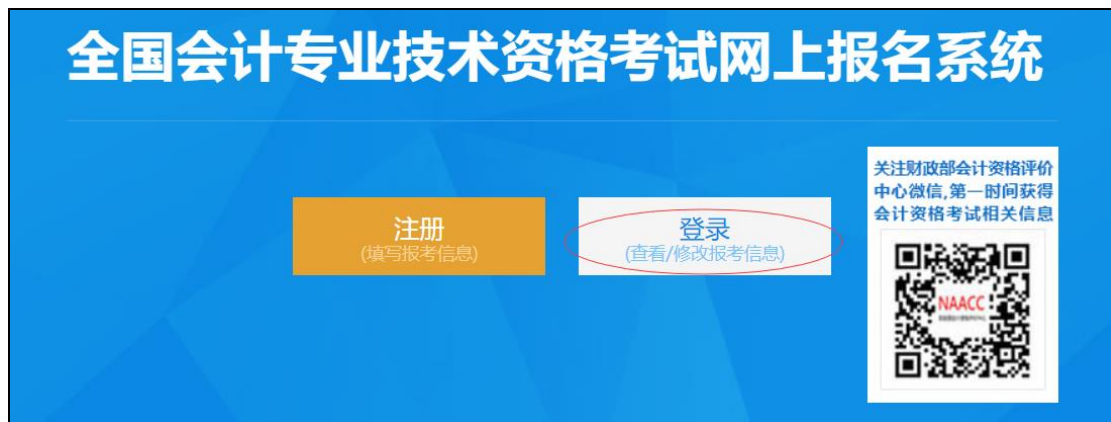 全国会计专业技术资格考试网上报名系统
关注财政部会计资格评价
中心微信,第一时间获得
会计资格考试相关信息
注册
(填写报考信息)
登录
(查看/修改报考信息)
NAACC